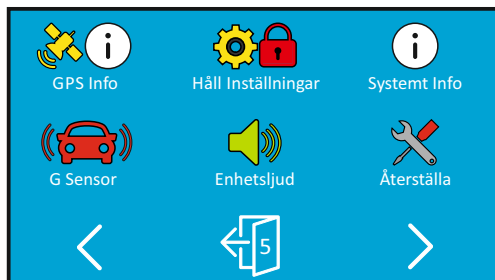 GPS Info
Håll Inställningar
Systemt Info
G Sensor
Enhetsljud
Återställa
5